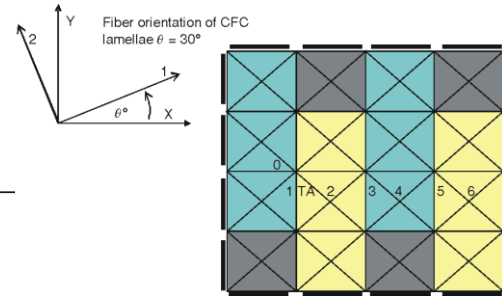 Y
Fiber orientation of CFC
lamellae θ = 30°
2
1
θ°
X
0
1 TA 2 3 4 5 6